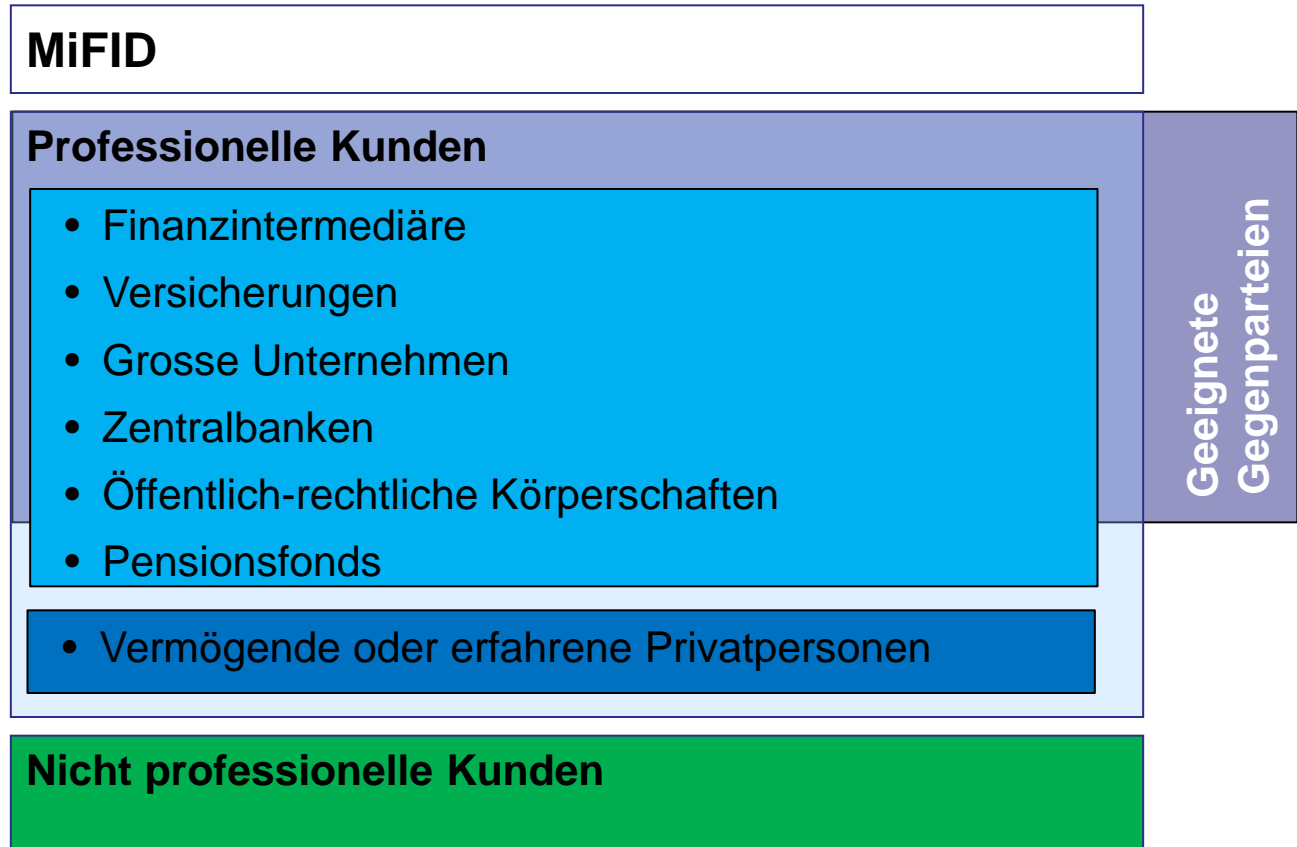 MiFID
Professionelle Kunden
• Finanzintermediäre
• Versicherungen
• Grosse Unternehmen
• Zentralbanken
• Öffentlich-rechtliche Körperschaften
• Pensionsfonds
• Vermögende oder erfahrene Privatpersonen
Nicht professionelle Kunden
Geeignete
Gegenparteien